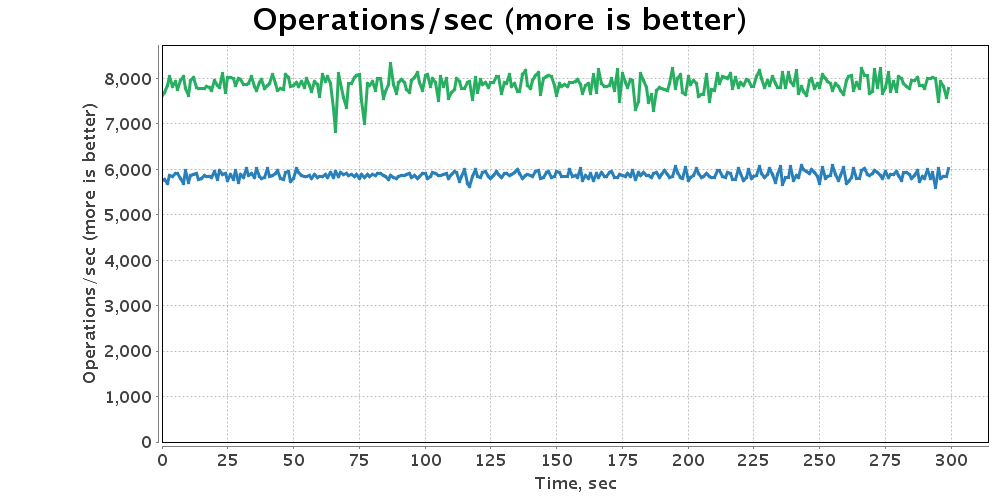 Operations/sec (more is better)
Operations/sec (more is better)
8,000
7,000
6,000
5,000
4,000
3,000
2,000
1,000
0
0 25 50 75 100 125 150 175 200 225 250 275 300
Time, sec